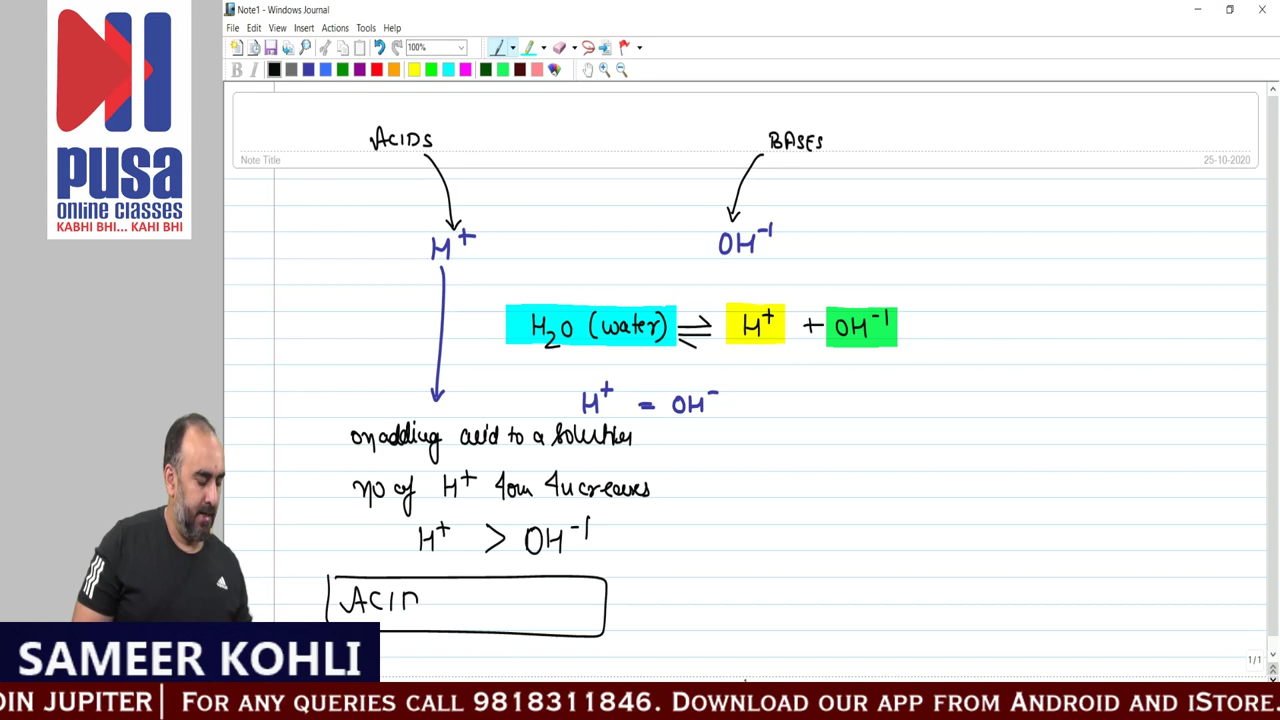 Note1 - Windows Journal
File Edit View Insert Actions Tools Help
100%
B I
PUSA
ONLINE CLASSES
KABHI BHI... KAHI BHI
ACIDS
BASES
Note Title
25-10-2020
H+
OH-1
H2O (water) ⇌ H+ + OH-1
H+ = OH-
on adding acid to a solution
no of H+ ion increases
H+ > OH-1
ACID
1/1
SAMEER KOHLI
OIN JUPITER | FOR ANY QUERIES CALL 9818311846. DOWNLOAD OUR APP FROM ANDROID AND ISTORE.